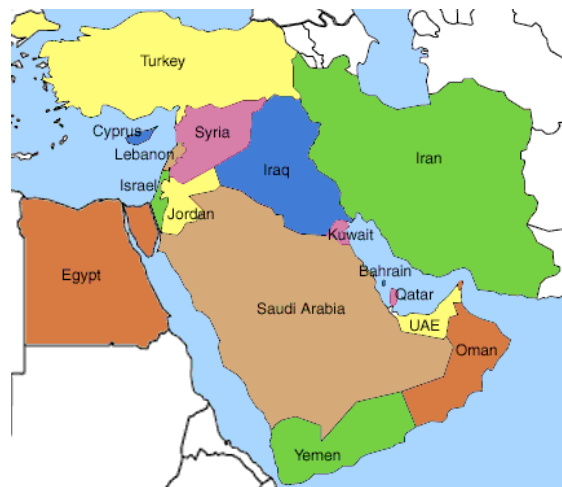 Turkey
Cyprus
Syria
Lebanon
Iraq
Iran
Israel
Jordan
Kuwait
Egypt
Bahrain
Qatar
Saudi Arabia
UAE
Oman
Yemen